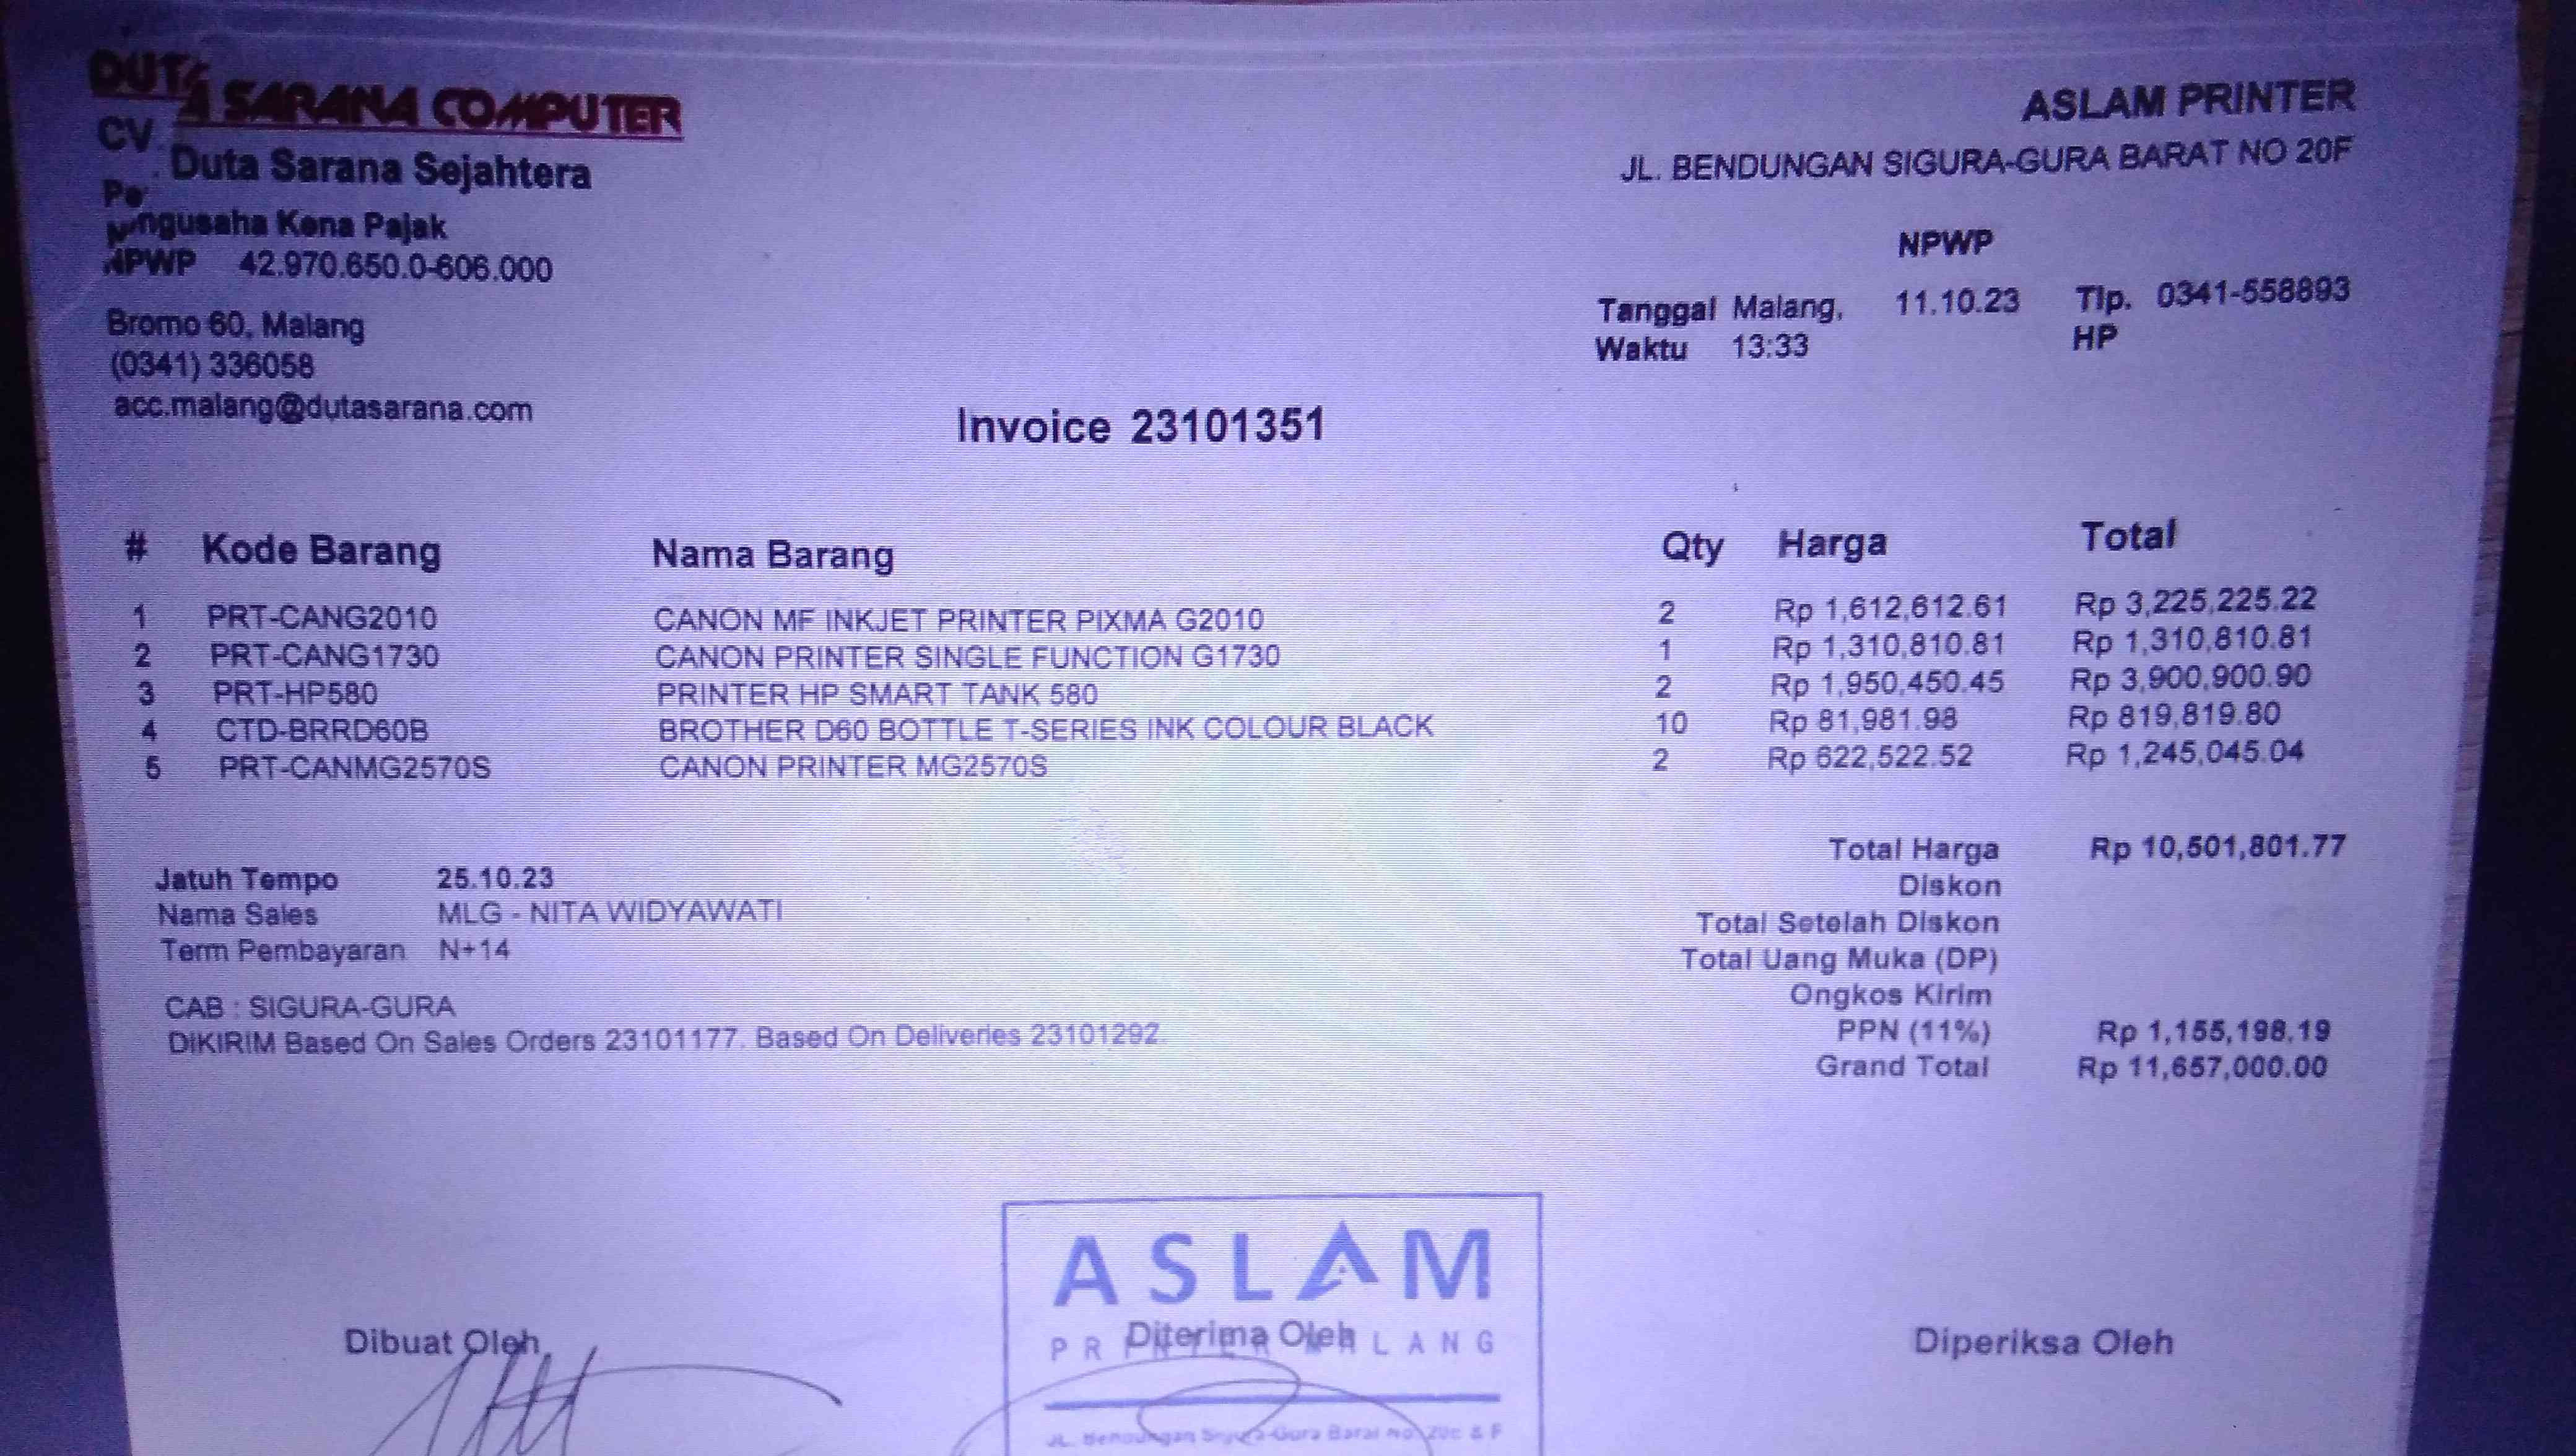 DUTA SARANA COMPUTER
CV. Duta Sarana Sejahtera
Pengusaha Kena Pajak
NPWP 42.970.650.0-606.000
Bromo 60, Malang
(0341) 336058
acc.malang@dutasarana.com
ASLAM PRINTER
JL. BENDUNGAN SIGURA-GURA BARAT NO 20F
NPWP
Tanggal Malang, 11.10.23 Tlp. 0341-558893
Waktu 13:33 HP
Invoice 23101351
# Kode Barang Nama Barang Qty Harga Total
1 PRT-CANG2010 CANON MF INKJET PRINTER PIXMA G2010 2 Rp 1,612,612.61 Rp 3,225,225.22
2 PRT-CANG1730 CANON PRINTER SINGLE FUNCTION G1730 1 Rp 1,310,810.81 Rp 1,310,810.81
3 PRT-HP580 PRINTER HP SMART TANK 580 2 Rp 1,950,450.45 Rp 3,900,900.90
4 CTD-BRRD60B BROTHER D60 BOTTLE T-SERIES INK COLOUR BLACK 10 Rp 81,981.98 Rp 819,819.80
5 PRT-CANMG2570S CANON PRINTER MG2570S 2 Rp 622,522.52 Rp 1,245,045.04
Jatuh Tempo 25.10.23
Nama Sales MLG - NITA WIDYAWATI
Term Pembayaran N+14
CAB : SIGURA-GURA
DIKIRIM Based On Sales Orders 23101177. Based On Deliveries 23101292.
Total Harga Rp 10,501,801.77
Diskon
Total Setelah Diskon
Total Uang Muka (DP)
Ongkos Kirim
PPN (11%) Rp 1,155,198.19
Grand Total Rp 11,657,000.00
Dibuat Oleh,
ASLAM
Diterima Oleh
JL. Bendungan Sigura-Gura Barat No. 20E & F
Diperiksa Oleh